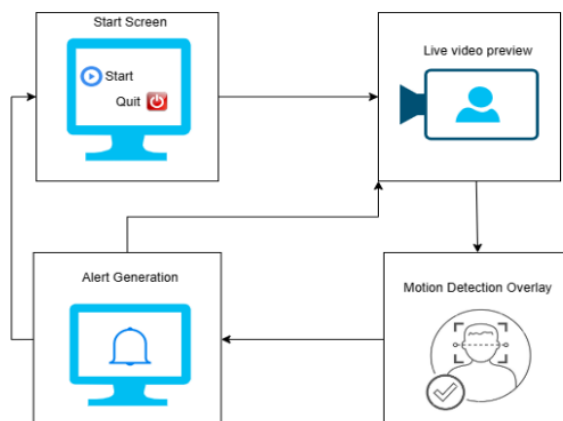 Start Screen
Start
Quit
Live video preview
Alert Generation
Motion Detection Overlay